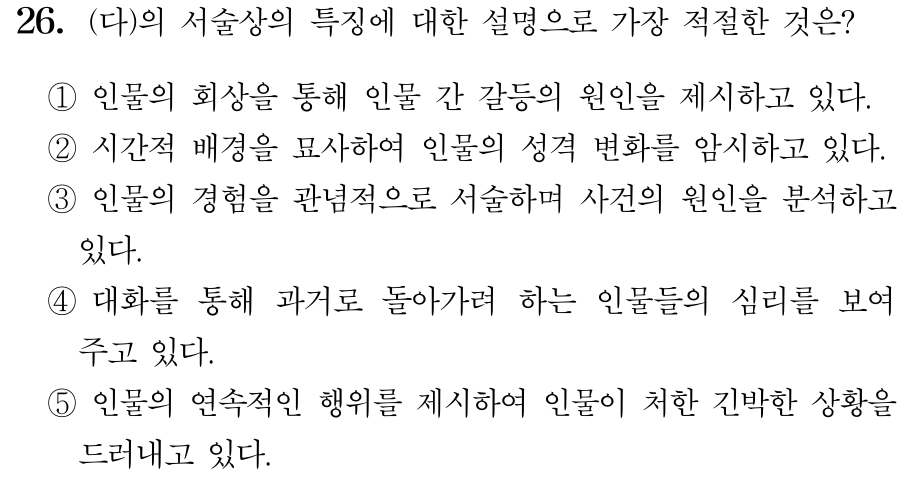 26. (다)의 서술상의 특징에 대한 설명으로 가장 적절한 것은?
① 인물의 회상을 통해 인물 간 갈등의 원인을 제시하고 있다.
② 시간적 배경을 묘사하여 인물의 성격 변화를 암시하고 있다.
③ 인물의 경험을 관념적으로 서술하며 사건의 원인을 분석하고
있다.
④ 대화를 통해 과거로 돌아가려 하는 인물들의 심리를 보여
주고 있다.
⑤ 인물의 연속적인 행위를 제시하여 인물이 처한 긴박한 상황을
드러내고 있다.